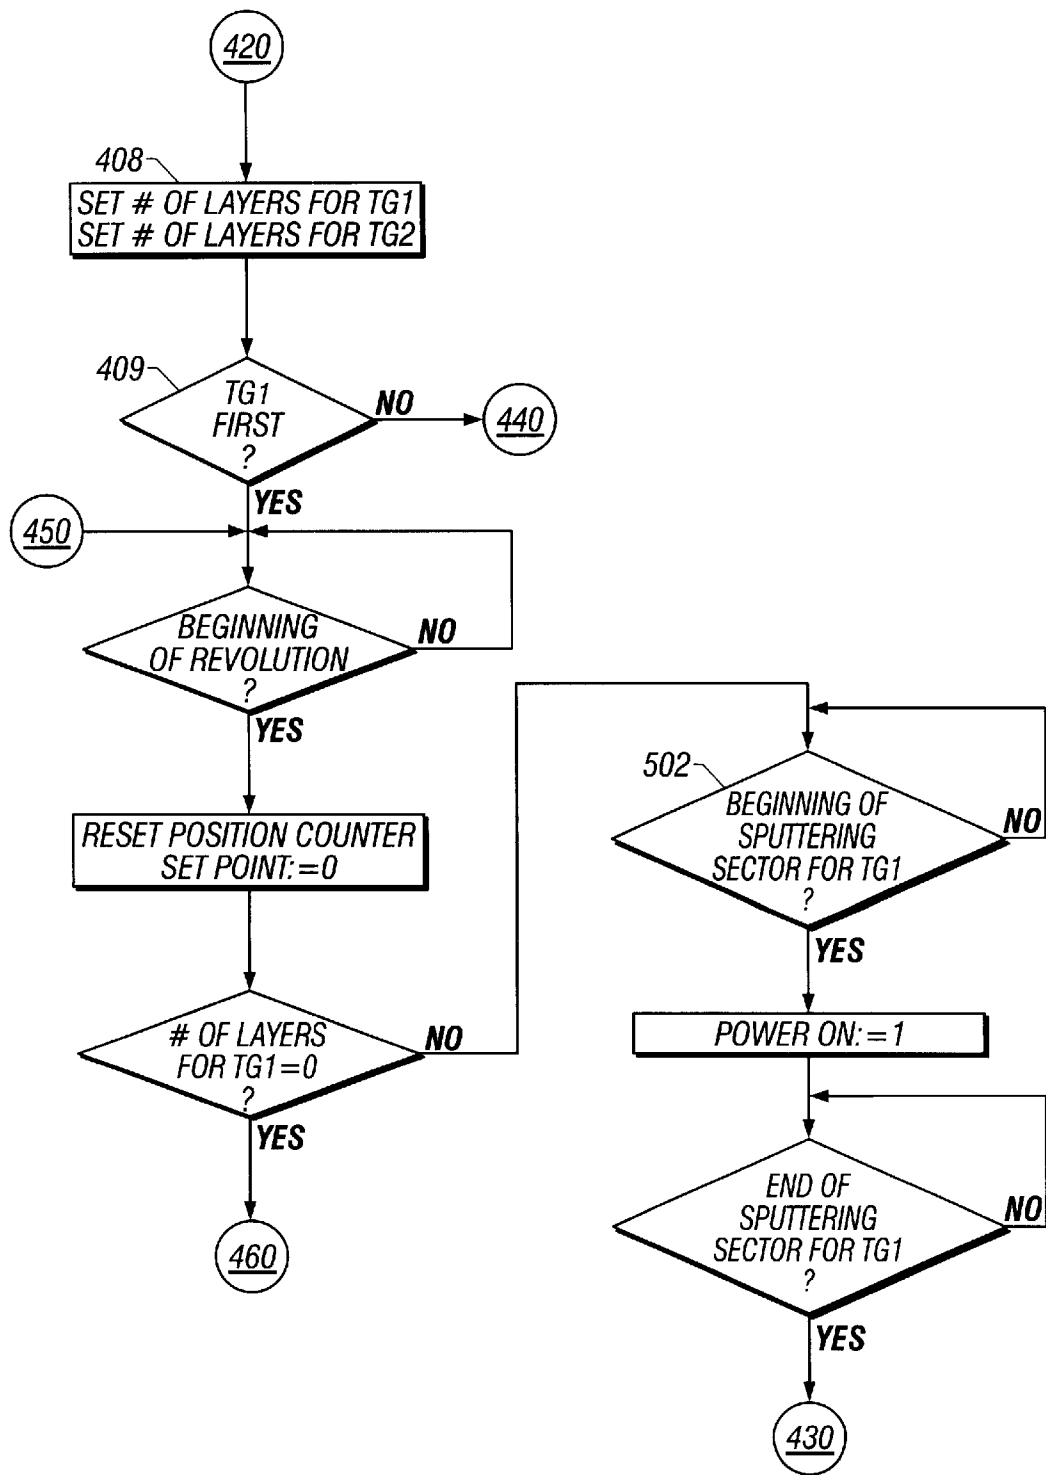 420
408
SET # OF LAYERS FOR TG1
SET # OF LAYERS FOR TG2
409
TG1
FIRST
?
NO
440
YES
450
BEGINNING
OF REVOLUTION
?
NO
YES
RESET POSITION COUNTER
SET POINT:=0
# OF LAYERS
FOR TG1=0
?
NO
YES
460
502
BEGINNING OF
SPUTTERING
SECTOR FOR TG1
?
NO
YES
POWER ON:=1
END OF
SPUTTERING
SECTOR FOR TG1
?
NO
YES
430